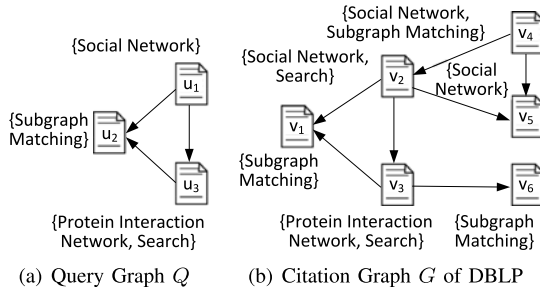 {Social Network}
u1
{Subgraph
Matching}
u2
u3
{Protein Interaction
Network, Search}
(a) Query Graph Q
{Social Network,
Subgraph Matching}
v4
{Social Network,
Search}
v2
{Social
Network}
v5
v1
{Subgraph
Matching}
v3
v6
{Protein Interaction
Network, Search}
{Subgraph
Matching}
(b) Citation Graph G of DBLP